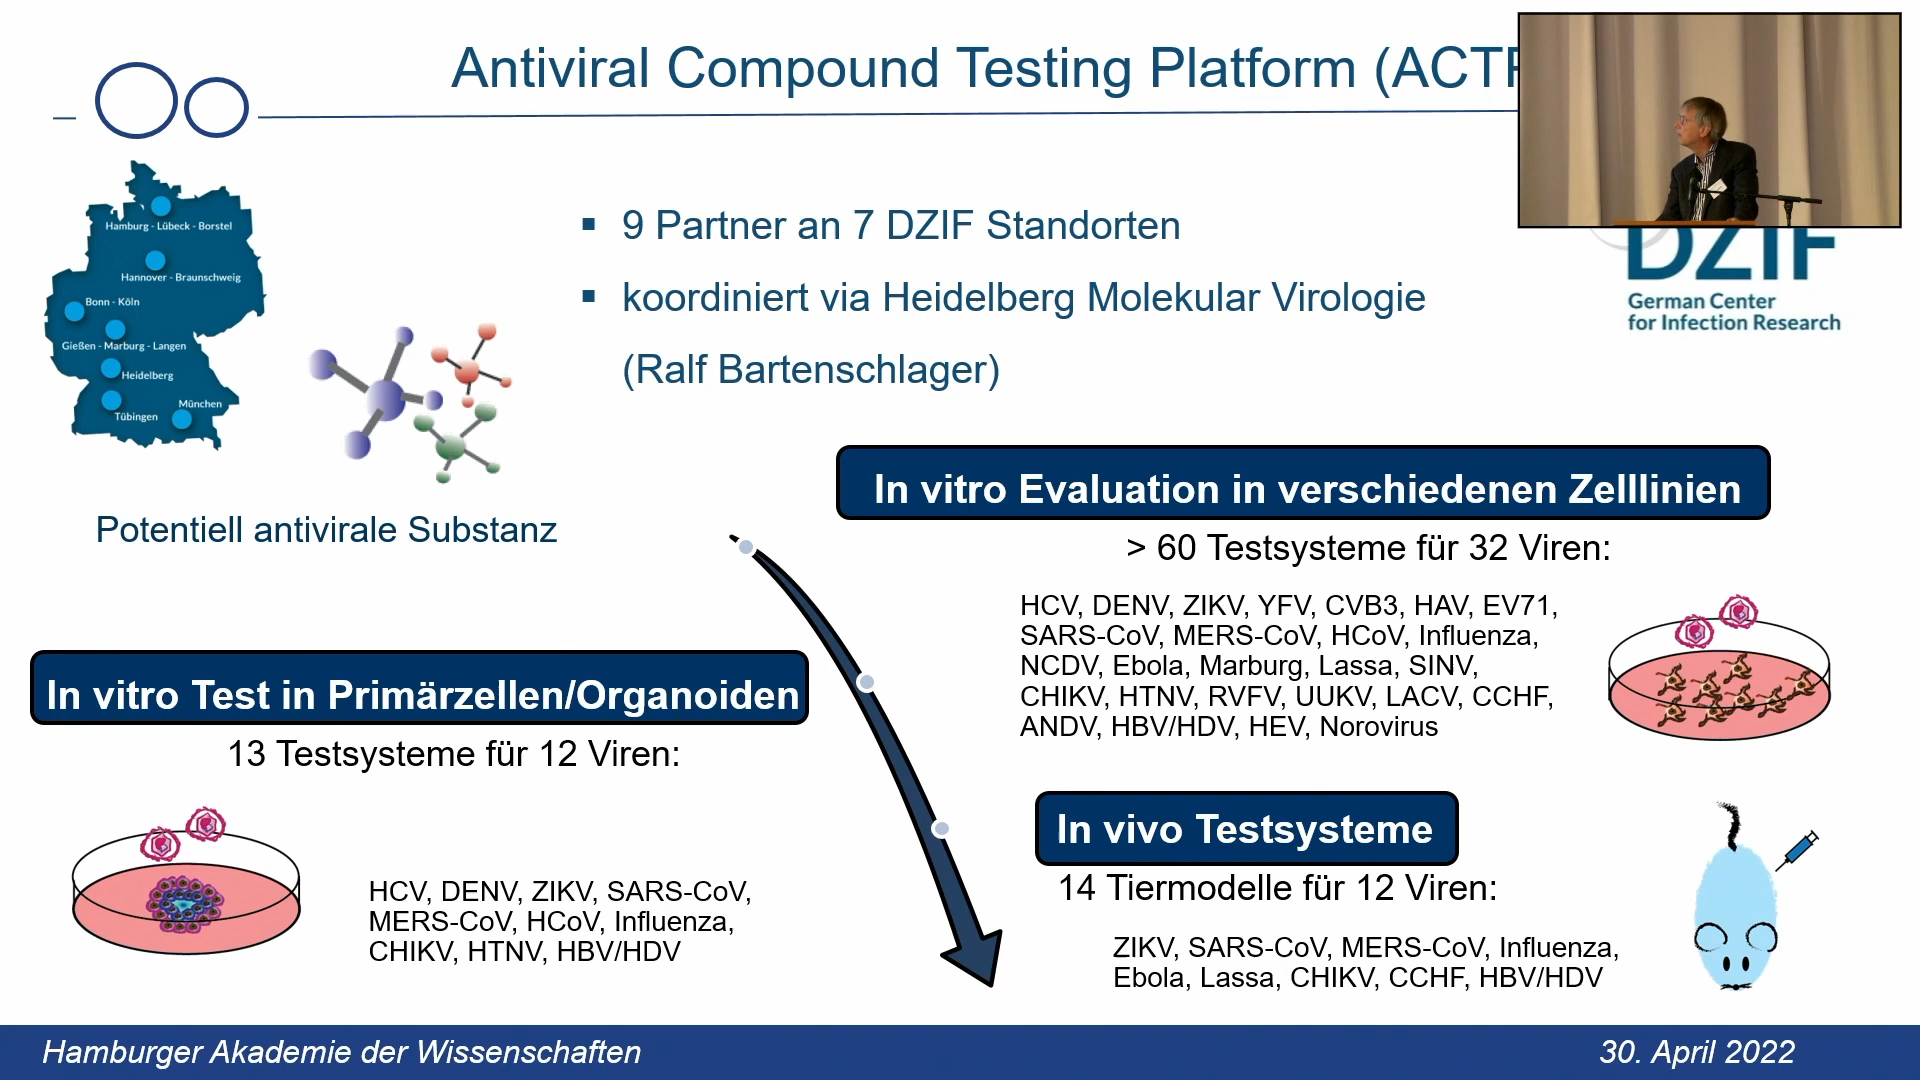 Antiviral Compound Testing Platform (ACTP
Hamburg - Lübeck - Borstel
Hannover - Braunschweig
Bonn - Köln
Gießen - Marburg - Langen
Heidelberg
München
Tübingen
9 Partner an 7 DZIF Standorten
koordiniert via Heidelberg Molekular Virologie
(Ralf Bartenschlager)
DZIF
German Center
for Infection Research
Potentiell antivirale Substanz
In vitro Evaluation in verschiedenen Zelllinien
> 60 Testsysteme für 32 Viren:
HCV, DENV, ZIKV, YFV, CVB3, HAV, EV71,
SARS-CoV, MERS-CoV, HCoV, Influenza,
NCDV, Ebola, Marburg, Lassa, SINV,
CHIKV, HTNV, RVFV, UUKV, LACV, CCHF,
ANDV, HBV/HDV, HEV, Norovirus
In vitro Test in Primärzellen/Organoiden
13 Testsysteme für 12 Viren:
HCV, DENV, ZIKV, SARS-CoV,
MERS-CoV, HCoV, Influenza,
CHIKV, HTNV, HBV/HDV
In vivo Testsysteme
14 Tiermodelle für 12 Viren:
ZIKV, SARS-CoV, MERS-CoV, Influenza,
Ebola, Lassa, CHIKV, CCHF, HBV/HDV
Hamburger Akademie der Wissenschaften
30. April 2022